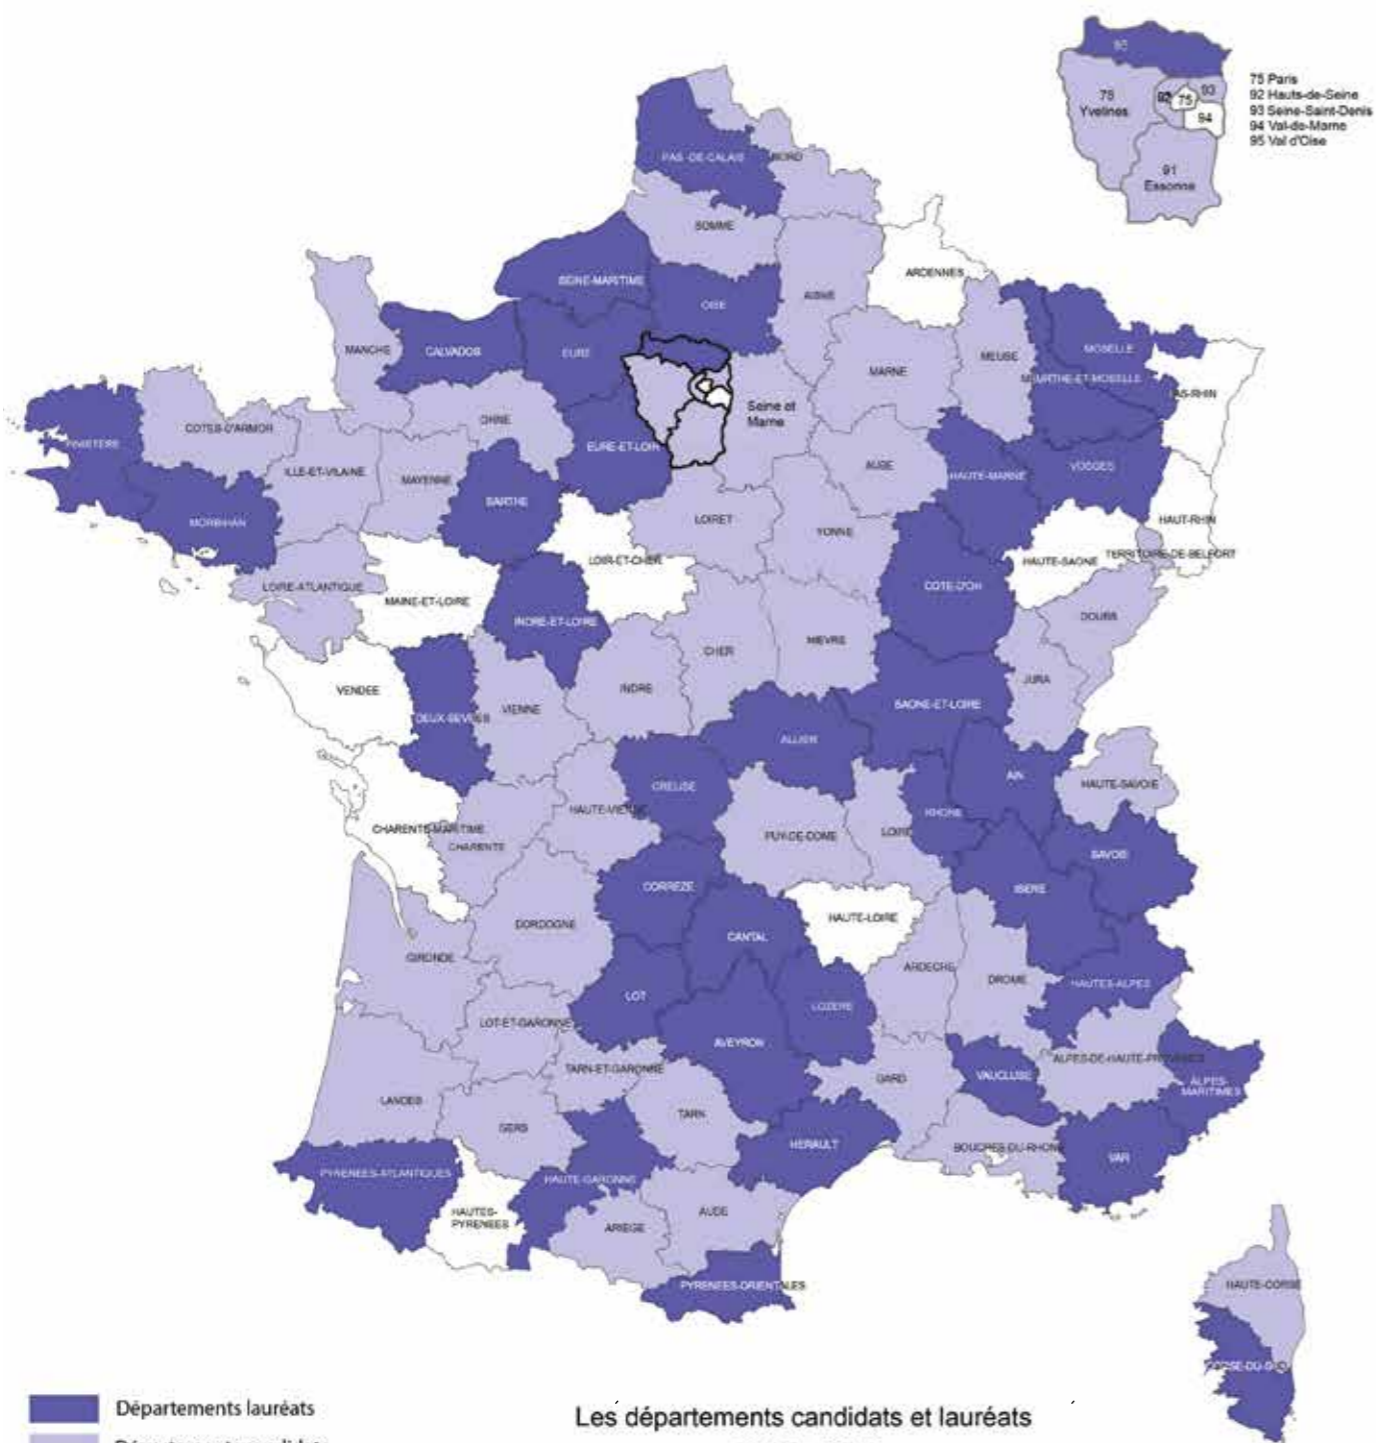 95
78
Yvelines
92
75
93
94
91
Essonne
75 Paris
92 Hauts-de-Seine
93 Seine-Saint-Denis
94 Val-de-Marne
95 Val d'Oise
PAS-DE-CALAIS
NORD
SOMME
SEINE-MARITIME
OISE
AISNE
ARDENNES
MANCHE
CALVADOS
EURE
MARNE
MEUSE
MOSELLE
MEURTHE-ET-MOSELLE
BAS-RHIN
Seine et
Marne
FINISTERE
COTES-D'ARMOR
ORNE
EURE-ET-LOIR
ILLE-ET-VILAINE
MAYENNE
AUBE
HAUTE-MARNE
VOSGES
SARTHE
MORBIHAN
LOIRET
YONNE
HAUT-RHIN
LOIR-ET-CHER
HAUTE-SAONE
TERRITOIRE-DE-BELFORT
LOIRE-ATLANTIQUE
MAINE-ET-LOIRE
COTE-D'OR
INDRE-ET-LOIRE
DOUBS
CHER
NIEVRE
VENDEE
DEUX-SEVRES
VIENNE
INDRE
JURA
SAONE-ET-LOIRE
ALLIER
AIN
HAUTE-SAVOIE
CREUSE
HAUTE-VIENNE
RHONE
CHARENTE-MARITIME
CHARENTE
PUY-DE-DOME
LOIRE
SAVOIE
CORREZE
ISERE
DORDOGNE
CANTAL
HAUTE-LOIRE
GIRONDE
ARDECHE
DROME
HAUTES-ALPES
LOT
LOZERE
LOT-ET-GARONNE
AVEYRON
ALPES-DE-HAUTE-PROVENCE
TARN-ET-GARONNE
GARD
VAUCLUSE
ALPES-
MARITIMES
LANDES
GERS
TARN
HERAULT
BOUCHES-DU-RHONE
VAR
PYRENEES-ATLANTIQUES
HAUTE-GARONNE
HAUTES-
PYRENEES
ARIEGE
AUDE
PYRENEES-ORIENTALES
HAUTE-CORSE
CORSE-DU-SUD
Départements lauréats
Les départements candidats et lauréats